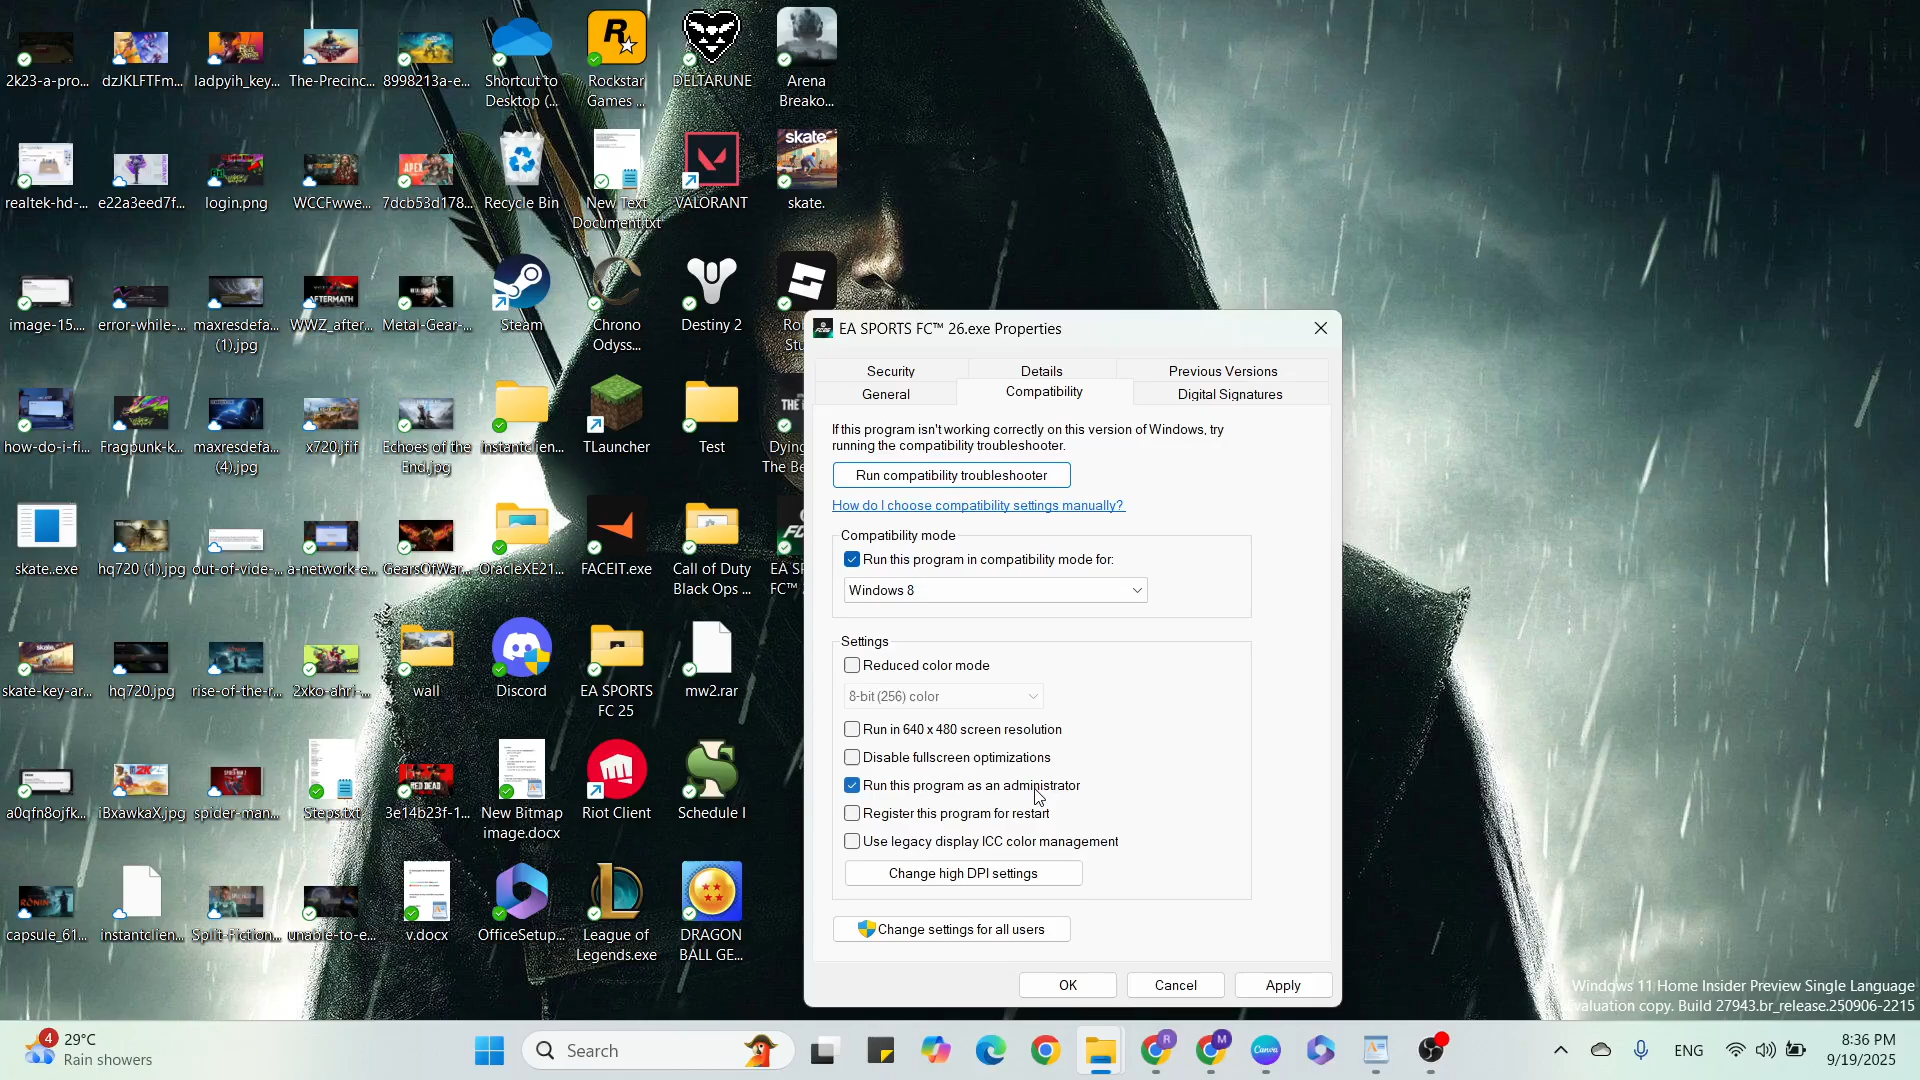 2k23-a-pro...
dzJKLFTFm...
ladpyih_key...
The-Precinc...
8998213a-e...
Shortcut to
Desktop (...
Rockstar
Games ...
DELTARUNE
Arena
Breako...
realtek-hd-...
e22a3eed7f...
login.png
WCCFwwe...
7dcb53d178...
Recycle Bin
New Text
Document.txt
VALORANT
skate.
skate.
image-15....
error-while-...
maxresdefa...
(1).jpg
WWZ_after...
Metal-Gear-...
Steam
Chrono
Odyss...
Destiny 2
how-do-i-fi...
Fragpunk-k...
maxresdefa...
(4).jpg
x720.jfif
Echoes of the
End.jpg
instantclien...
TLauncher
Test
Dying
The Be
skate..exe
hq720 (1).jpg
out-of-vide-...
a-network-e...
GearsOfWar...
OracleXE21...
FACEIT.exe
Call of Duty
Black Ops ...
EA SP
FC™
skate-key-ar...
hq720.jpg
rise-of-the-r...
2xko-ahri-...
wall
Discord
EA SPORTS
FC 25
mw2.rar
a0qfn8ojfk...
iBxawkaX.jpg
spider-man...
Steps.txt
3e14b23f-1...
New Bitmap
image.docx
Riot Client
Schedule I
capsule_61...
instantclien...
Split-Fiction...
unable-to-e...
v.docx
OfficeSetup...
League of
Legends.exe
DRAGON
BALL GE...
EA SPORTS FC™ 26.exe Properties
Security
Details
Previous Versions
General
Compatibility
Digital Signatures
If this program isn't working correctly on this version of Windows, try
running the compatibility troubleshooter.
Run compatibility troubleshooter
How do I choose compatibility settings manually?
Compatibility mode
Run this program in compatibility mode for:
Windows 8
Settings
Reduced color mode
8-bit (256) color
Run in 640 x 480 screen resolution
Disable fullscreen optimizations
Run this program as an administrator
Register this program for restart
Use legacy display ICC color management
Change high DPI settings
Change settings for all users
OK
Cancel
Apply
Windows 11 Home Insider Preview Single Language
valuation copy. Build 27943.br_release.250906-2215
4
29°C
Rain showers
Search
R
M
Canva
ENG
8:36 PM
9/19/2025